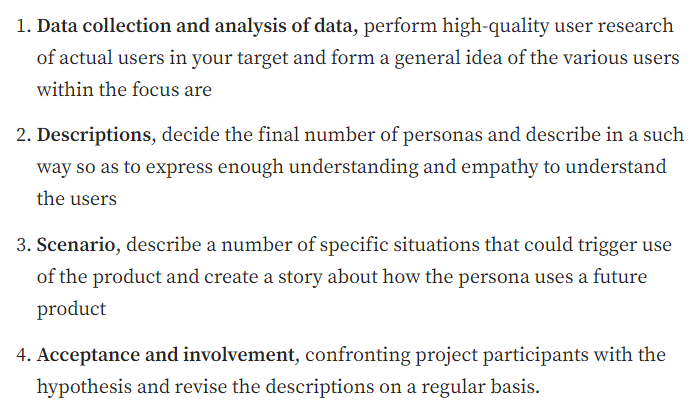 1. Data collection and analysis of data, perform high-quality user research
of actual users in your target and form a general idea of the various users
within the focus are
2. Descriptions, decide the final number of personas and describe in a such
way so as to express enough understanding and empathy to understand
the users
3. Scenario, describe a number of specific situations that could trigger use
of the product and create a story about how the persona uses a future
product
4. Acceptance and involvement, confronting project participants with the
hypothesis and revise the descriptions on a regular basis.